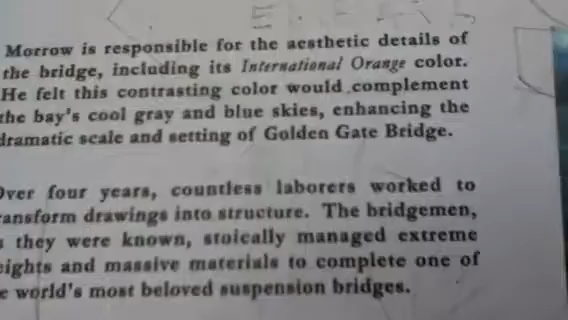 Morrow is responsible for the aesthetic details of
the bridge, including its International Orange color.
He felt this contrasting color would complement
the bay's cool gray and blue skies, enhancing the
dramatic scale and setting of Golden Gate Bridge.
Over four years, countless laborers worked to
ransform drawings into structure. The bridgemen,
s they were known, stoically managed extreme
eights and massive materials to complete one of
e world's most beloved suspension bridges.